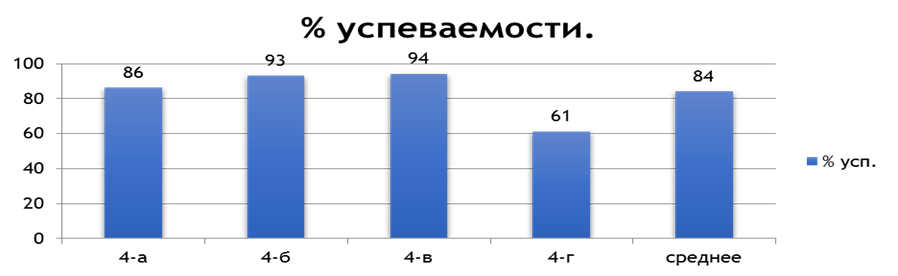 % успеваемости.
100
80
60
40
20
0
86
93
94
61
84
4-а
4-б
4-в
4-г
среднее
% усп.